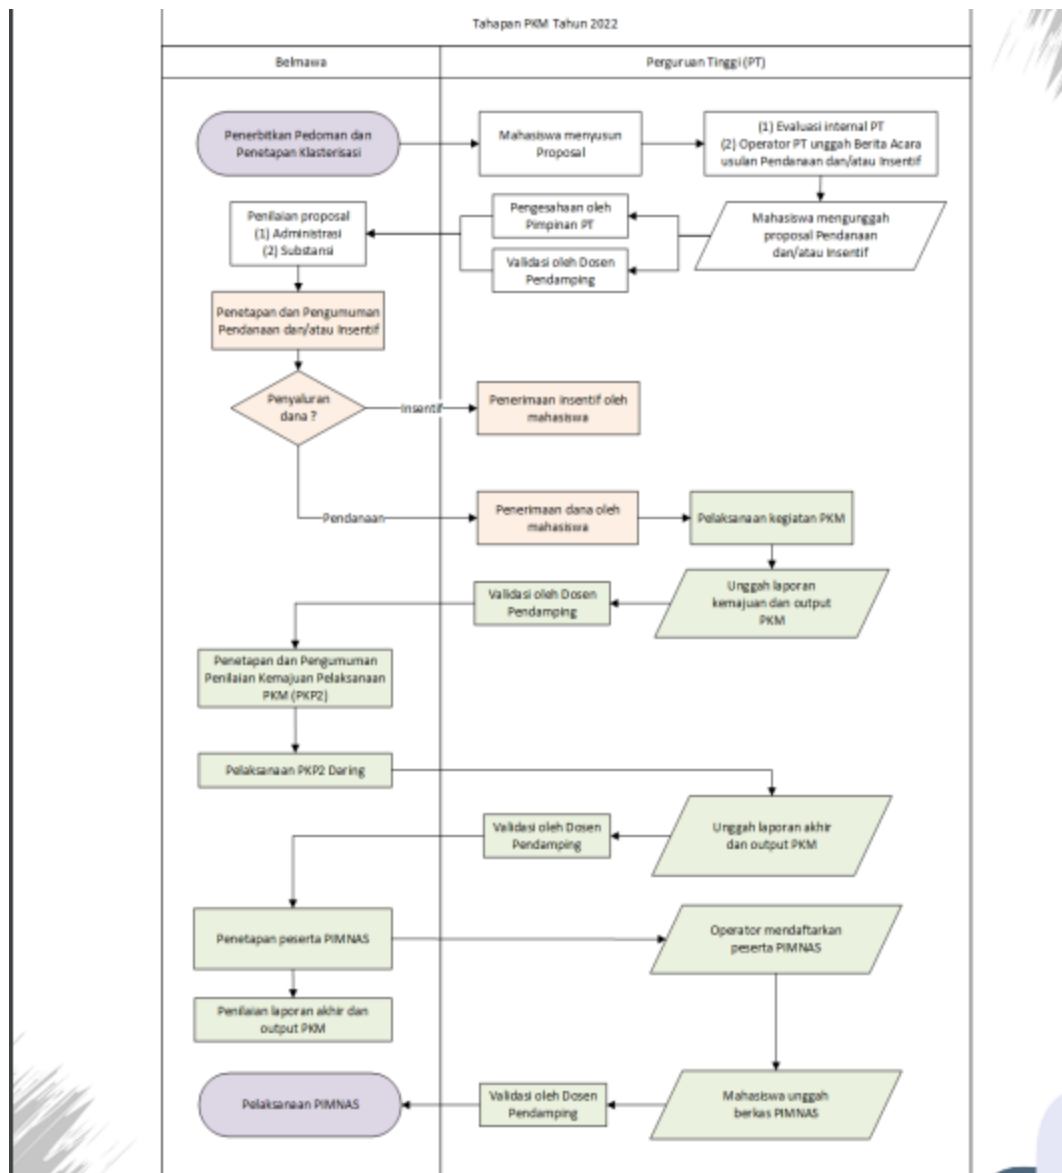 Tahapan PKM Tahun 2022
Belmawa
Perguruan Tinggi (PT)
Penerbitkan Pedoman dan
Penetapan Klasterisasi
Mahasiswa menyusun
Proposal
(1) Evaluasi internal PT
(2) Operator PT unggah Berita Acara
usulan Pendanaan dan/atau Insentif
Mahasiswa mengunggah
proposal Pendanaan
dan/atau Insentif
Pengesahaan oleh
Pimpinan PT
Validasi oleh Dosen
Pendamping
Penilaian proposal
(1) Administrasi
(2) Substansi
Penetapan dan Pengumuman
Pendanaan dan/atau Insentif
Penyaluran
dana ?
Insentif
Penerimaan insentif oleh
mahasiswa
Pendanaan
Penerimaan dana oleh
mahasiswa
Pelaksanaan kegiatan PKM
Unggah laporan
kemajuan dan output
PKM
Validasi oleh Dosen
Pendamping
Penetapan dan Pengumuman
Penilaian Kemajuan Pelaksanaan
PKM (PKP2)
Pelaksanaan PKP2 Daring
Unggah laporan akhir
dan output PKM
Validasi oleh Dosen
Pendamping
Penetapan peserta PIMNAS
Operator mendaftarkan
peserta PIMNAS
Penilaian laporan akhir dan
output PKM
Mahasiswa unggah
berkas PIMNAS
Validasi oleh Dosen
Pendamping
Pelaksanaan PIMNAS